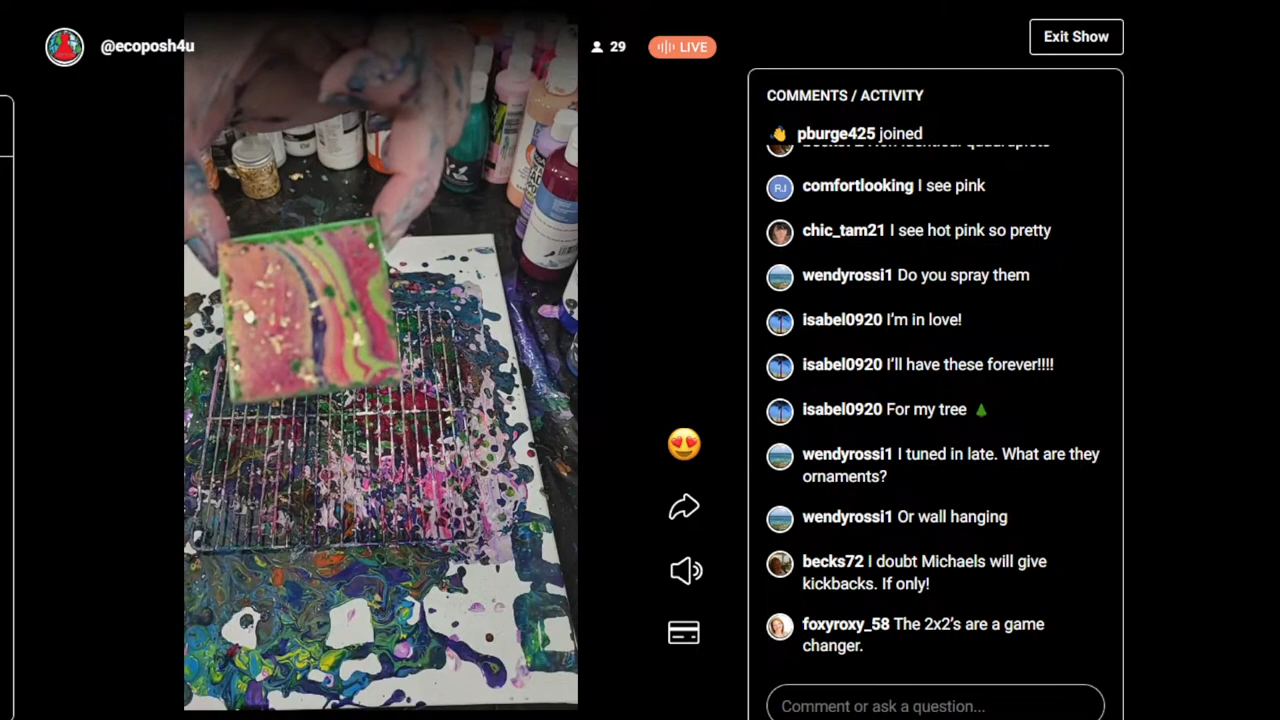 @ecoposh4u
29
LIVE
Exit Show
COMMENTS / ACTIVITY
pburge425 joined
comfortlooking I see pink
chic_tam21 I see hot pink so pretty
wendyrossi1 Do you spray them
isabel0920 I'm in love!
isabel0920 I'll have these forever!!!!
isabel0920 For my tree 🌲
wendyrossi1 I tuned in late. What are they
ornaments?
wendyrossi1 Or wall hanging
becks72 I doubt Michaels will give
kickbacks. If only!
foxyroxy_58 The 2x2's are a game
changer.
Comment or ask a question...